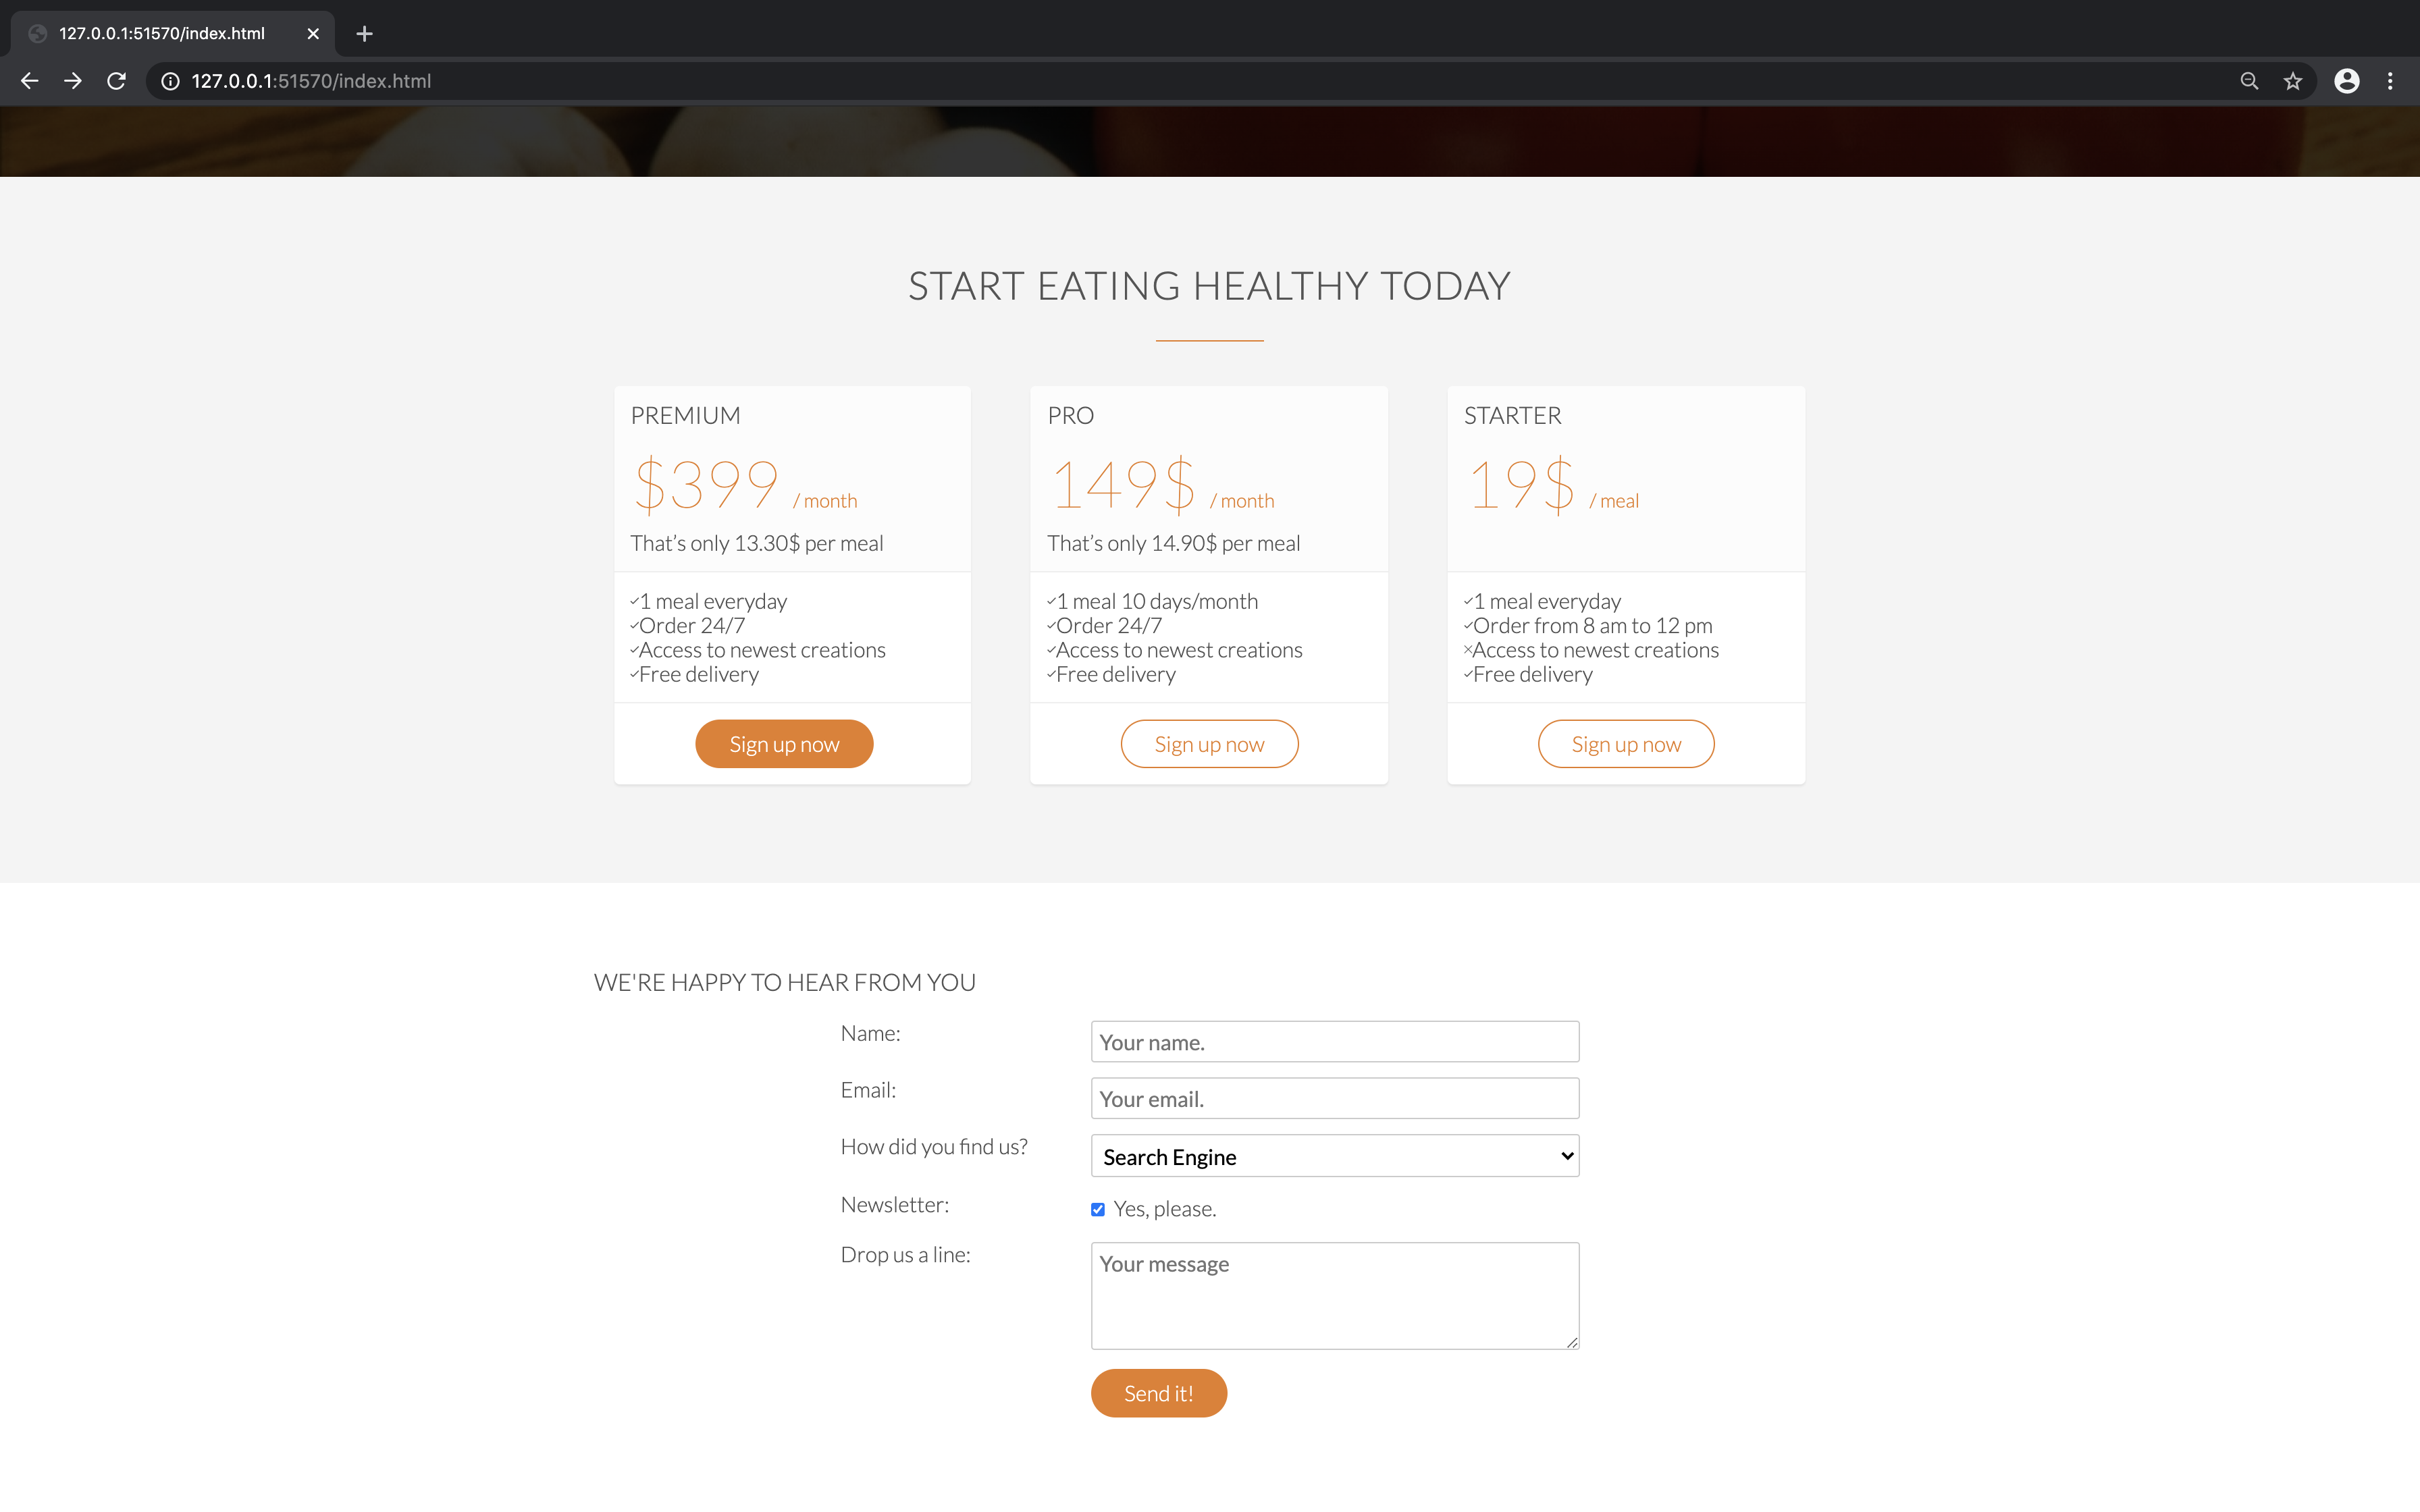 127.0.0.1:51570/index.html
127.0.0.1:51570/index.html
START EATING HEALTHY TODAY
PREMIUM
$399 / month
That's only 13.30$ per meal
1 meal everyday
Order 24/7
Access to newest creations
Free delivery
Sign up now
PRO
149$ / month
That's only 14.90$ per meal
1 meal 10 days/month
Order 24/7
Access to newest creations
Free delivery
Sign up now
STARTER
19$ / meal
1 meal everyday
Order from 8 am to 12 pm
Access to newest creations
Free delivery
Sign up now
WE'RE HAPPY TO HEAR FROM YOU
Name:
Your name.
Email:
Your email.
How did you find us?
Search Engine
Newsletter:
Yes, please.
Drop us a line:
Your message
Send it!